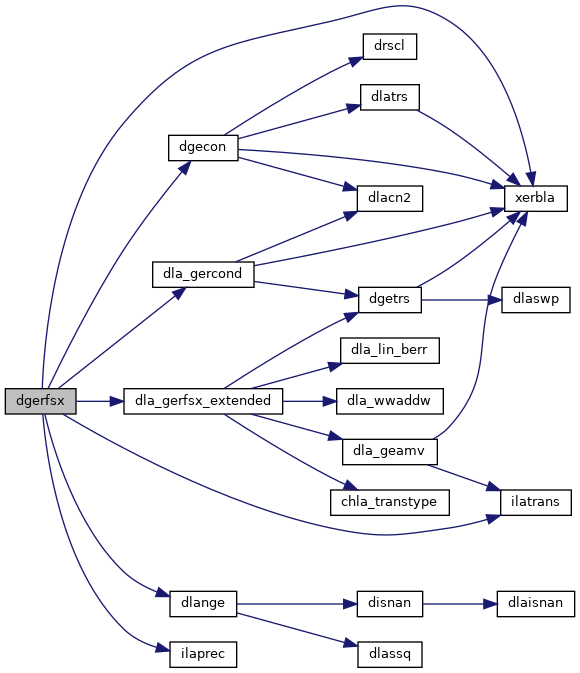 drscl
dlatrs
dgecon
dlacn2
xerbla
dla_gercond
dgetrs
dlaswp
dla_lin_berr
dgerfsx
dla_gerfsx_extended
dla_wwaddw
dla_geamv
chla_transtype
ilatrans
dlange
disnan
dlaisnan
ilaprec
dlassq